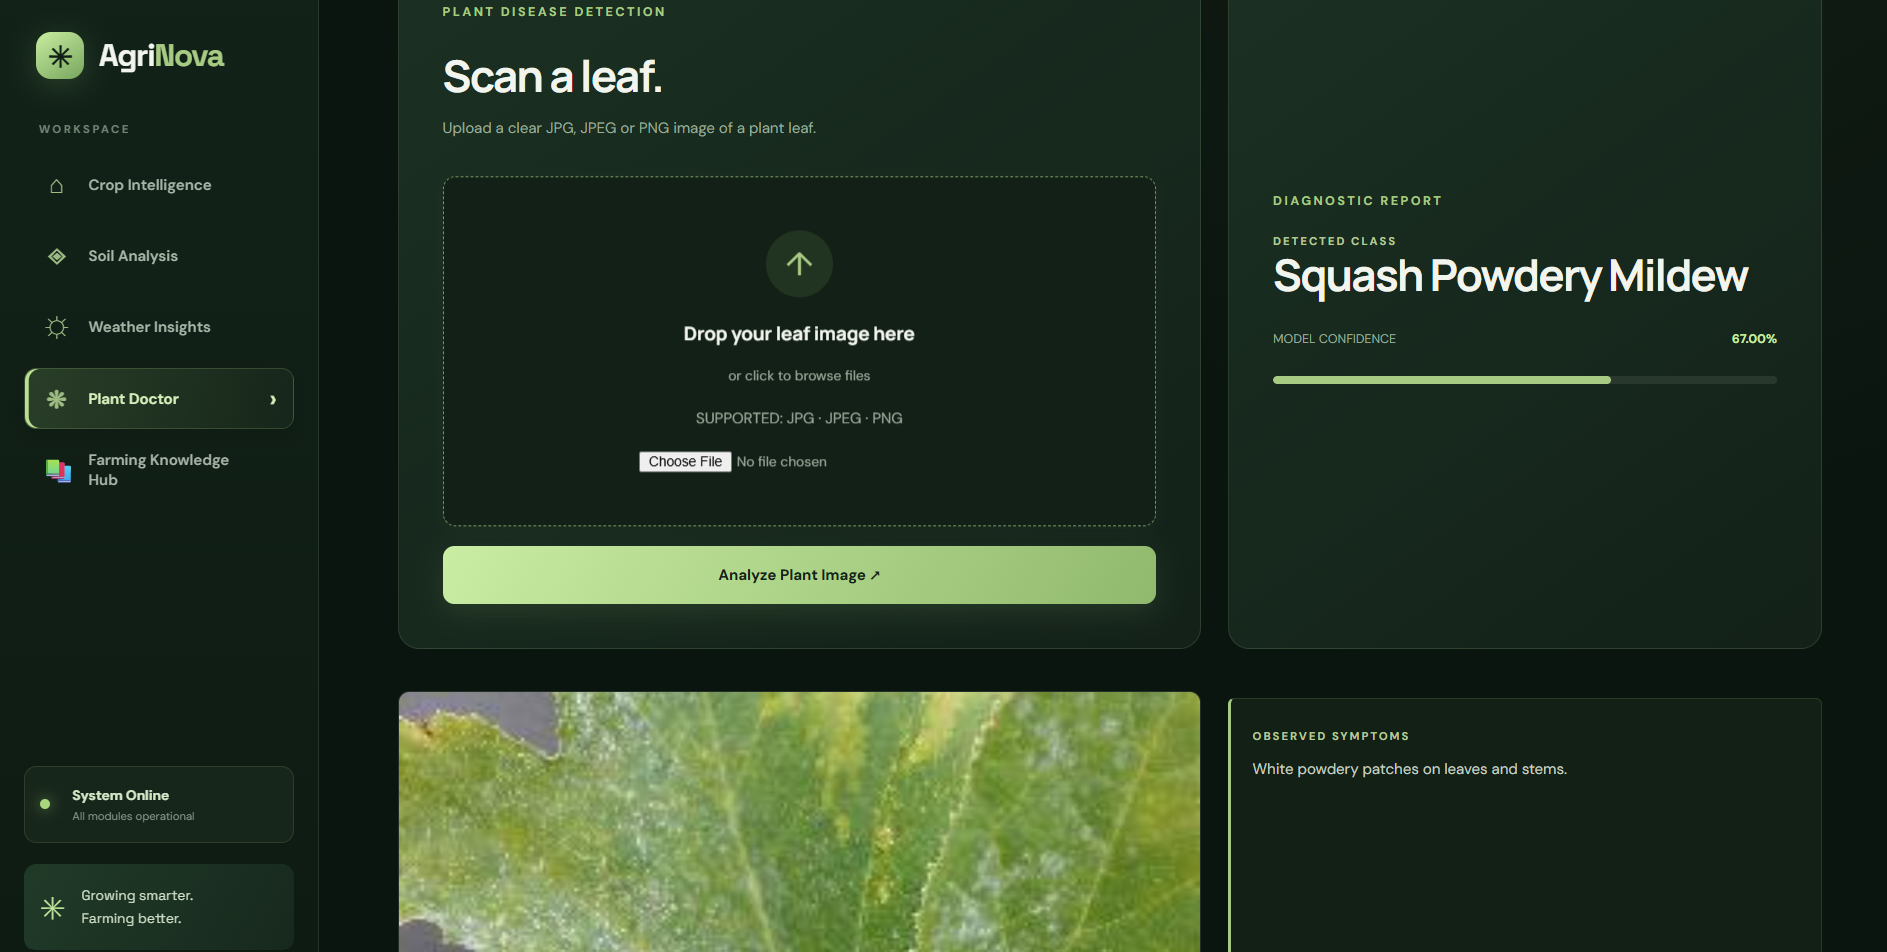 AgriNova
WORKSPACE
Crop Intelligence
Soil Analysis
Weather Insights
Plant Doctor
Farming Knowledge
Hub
System Online
All modules operational
Growing smarter.
Farming better.
PLANT DISEASE DETECTION
Scan a leaf.
Upload a clear JPG, JPEG or PNG image of a plant leaf.
Drop your leaf image here
or click to browse files
SUPPORTED: JPG · JPEG · PNG
Choose File No file chosen
Analyze Plant Image ↗
DIAGNOSTIC REPORT
DETECTED CLASS
Squash Powdery Mildew
MODEL CONFIDENCE 67.00%
OBSERVED SYMPTOMS
White powdery patches on leaves and stems.